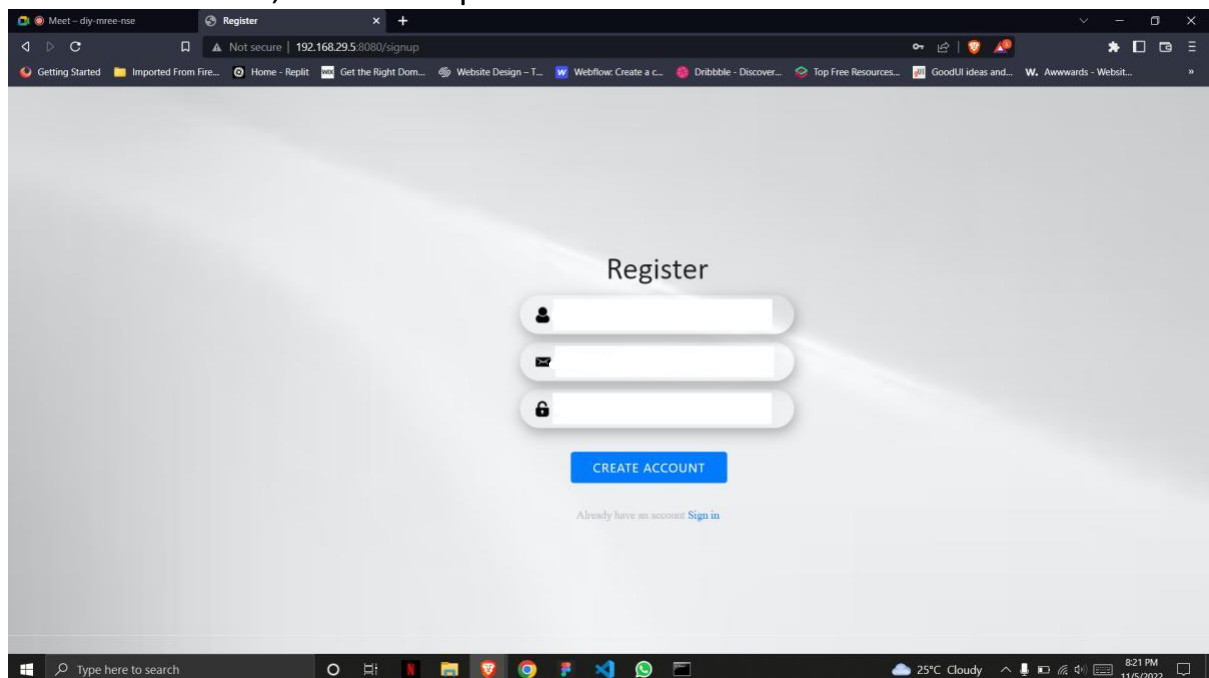 Meet – diy-mree-nse
Register
Not secure | 192.168.29.5:8080/signup
Getting Started
Imported From Fire...
Home - Replit
Get the Right Dom...
Website Design – T...
Webflow: Create a c...
Dribbble - Discover...
Top Free Resources...
GoodUI ideas and...
W. Awwwards - Websit...
Register
CREATE ACCOUNT
Already have an account Sign in
Type here to search
25°C Cloudy
8:21 PM
11/5/2022